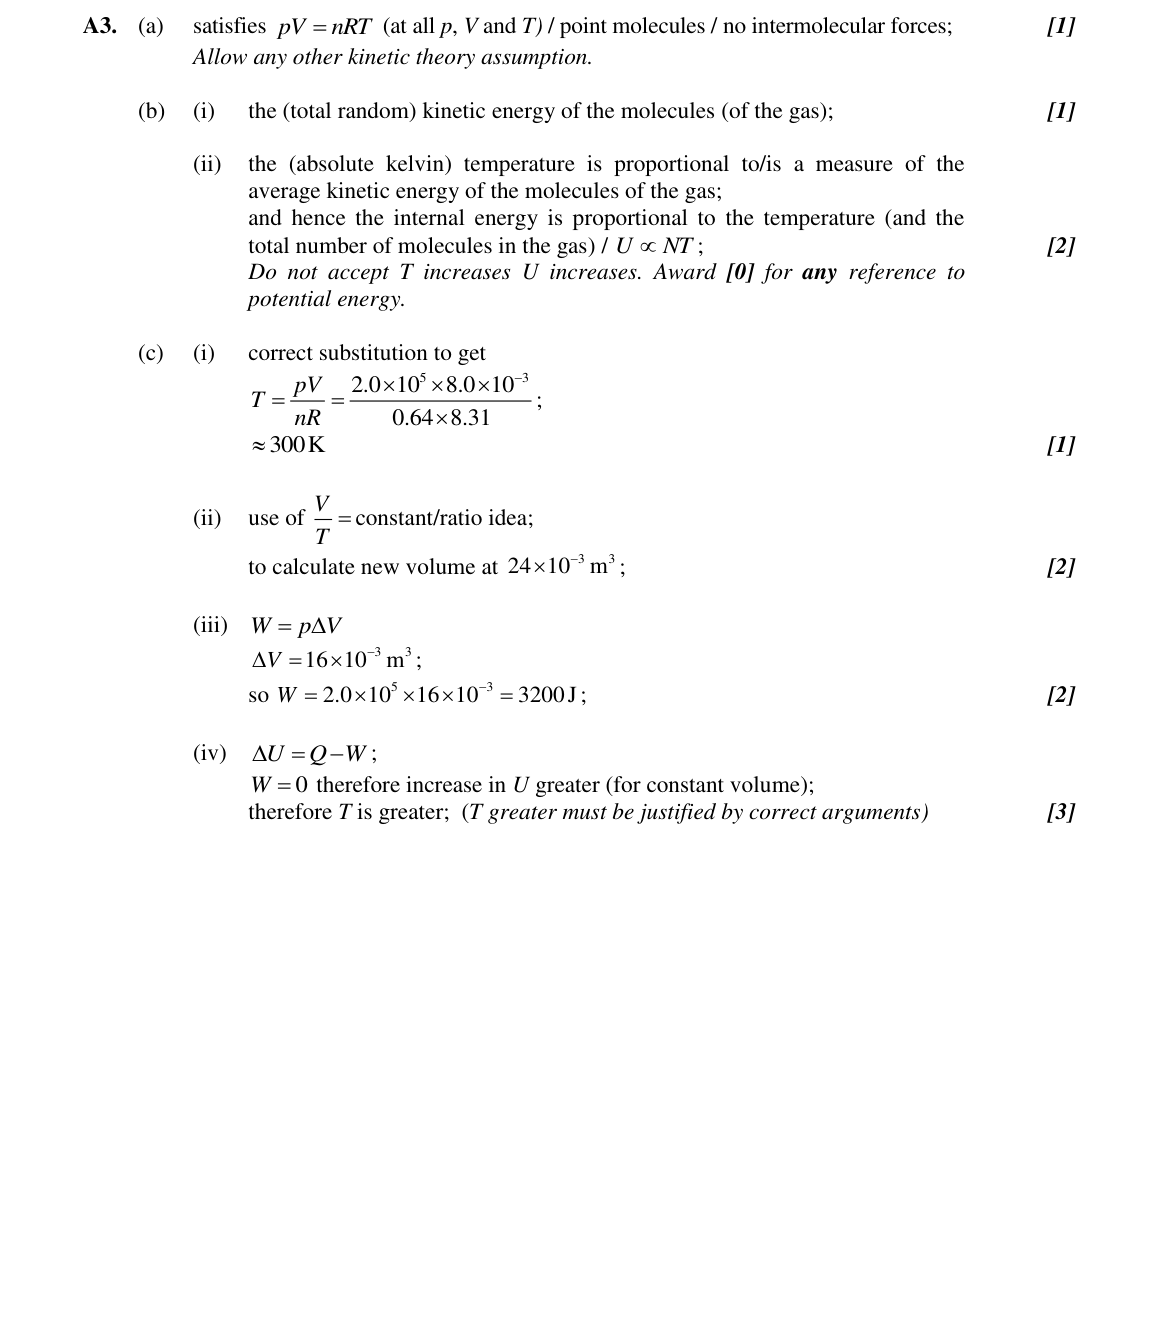 A3. (a) satisfies pV = nRT (at all p, V and T) / point molecules / no intermolecular forces; [1]
Allow any other kinetic theory assumption.
(b) (i) the (total random) kinetic energy of the molecules (of the gas); [1]
(ii) the (absolute kelvin) temperature is proportional to/is a measure of the
average kinetic energy of the molecules of the gas;
and hence the internal energy is proportional to the temperature (and the
total number of molecules in the gas) / U ∝ NT ; [2]
Do not accept T increases U increases. Award [0] for any reference to
potential energy.
(c) (i) correct substitution to get
T = pV/nR = 2.0×10⁵ ×8.0×10⁻³/0.64×8.31 ;
≈ 300 K [1]
(ii) use of V/T = constant/ratio idea;
to calculate new volume at 24×10⁻³ m³ ; [2]
(iii) W = pΔV
ΔV = 16×10⁻³ m³ ;
so W = 2.0×10⁵ ×16×10⁻³ = 3200 J ; [2]
(iv) ΔU = Q − W ;
W = 0 therefore increase in U greater (for constant volume);
therefore T is greater; (T greater must be justified by correct arguments) [3]